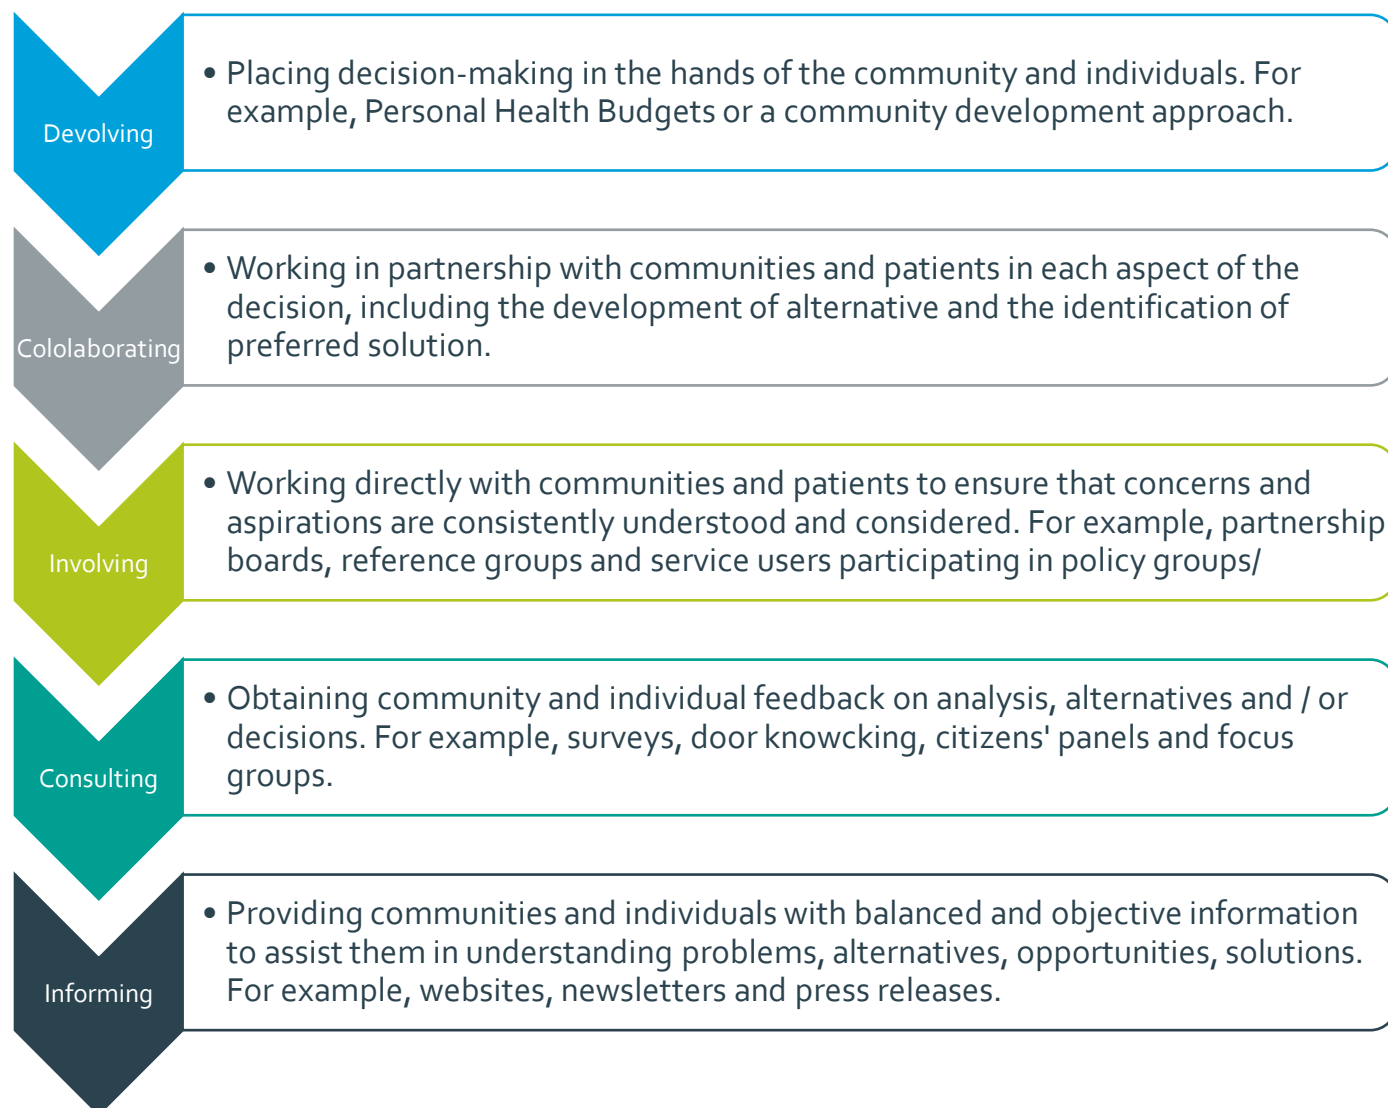 Devolving
• Placing decision-making in the hands of the community and individuals. For
example, Personal Health Budgets or a community development approach.
Cololaborating
• Working in partnership with communities and patients in each aspect of the
decision, including the development of alternative and the identification of
preferred solution.
Involving
• Working directly with communities and patients to ensure that concerns and
aspirations are consistently understood and considered. For example, partnership
boards, reference groups and service users participating in policy groups/
Consulting
• Obtaining community and individual feedback on analysis, alternatives and / or
decisions. For example, surveys, door knowcking, citizens' panels and focus
groups.
Informing
• Providing communities and individuals with balanced and objective information
to assist them in understanding problems, alternatives, opportunities, solutions.
For example, websites, newsletters and press releases.